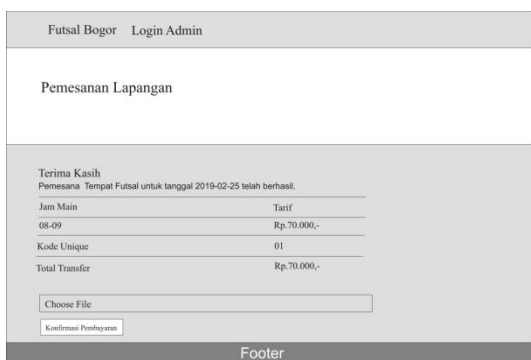 Futsal Bogor Login Admin
Pemesanan Lapangan
Terima Kasih
Pemesana Tempat Futsal untuk tanggal 2019-02-25 telah berhasil.
Jam Main Tarif
08-09 Rp.70.000,-
Kode Unique 01
Total Transfer Rp.70.000,-
Choose File
Konfirmasi Pembayaran
Footer